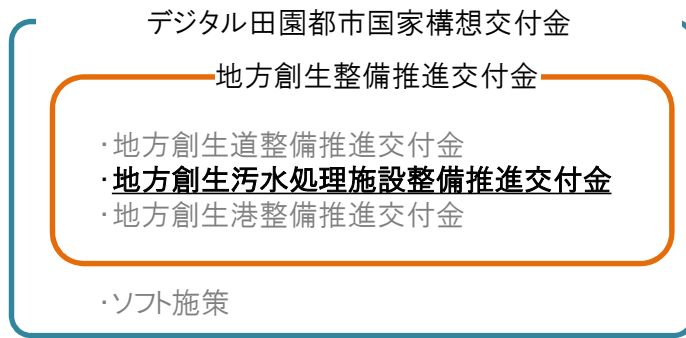 デジタル田園都市国家構想交付金
地方創生整備推進交付金
・地方創生道整備推進交付金
・地方創生汚水処理施設整備推進交付金
・地方創生港整備推進交付金
・ソフト施策